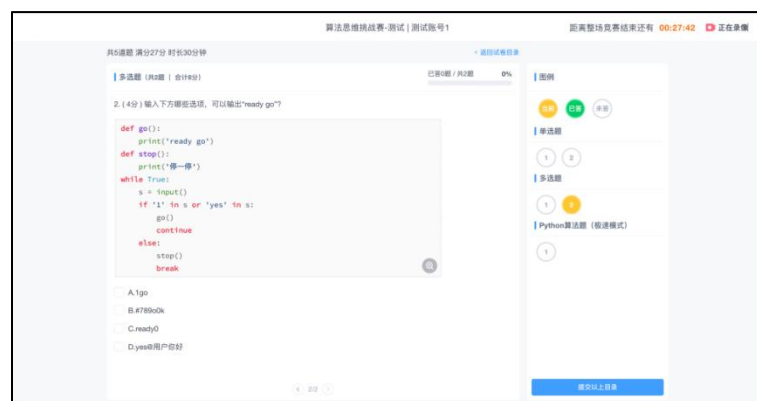 算法思维挑战赛-测试 | 测试账号1
距离整场竞赛结束还有 00:27:42 正在录像
共5道题 满分27分 时长30分钟
‹ 返回试卷目录
多选题 (共2题 | 合计8分)
已答0题 / 共2题 0%
2. ( 4分 ) 输入下方哪些选项，可以输出"ready go"?
def go():
print('ready go')
def stop():
print('停一停')
while True:
s = input()
if '1' in s or 'yes' in s:
go()
continue
else:
stop()
break
A.1go
B.#789o0k
C.ready0
D.yes@用户你好
2/2
图例
当前 已答 未答
单选题
1 2
多选题
1 2
Python算法题（极速模式）
1
提交以上目录